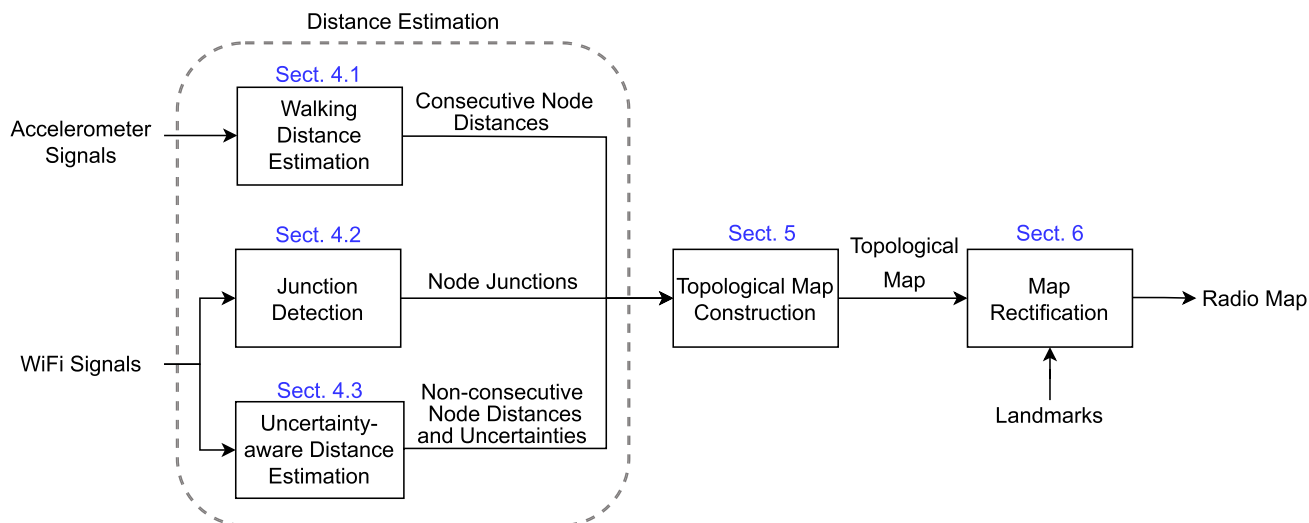 Distance Estimation
Sect. 4.1
Walking
Distance
Estimation
Accelerometer
Signals
Consecutive Node
Distances
Sect. 4.2
Junction
Detection
Node Junctions
WiFi Signals
Sect. 4.3
Uncertainty-
aware Distance
Estimation
Non-consecutive
Node Distances
and Uncertainties
Sect. 5
Topological Map
Construction
Topological
Map
Sect. 6
Map
Rectification
Radio Map
Landmarks